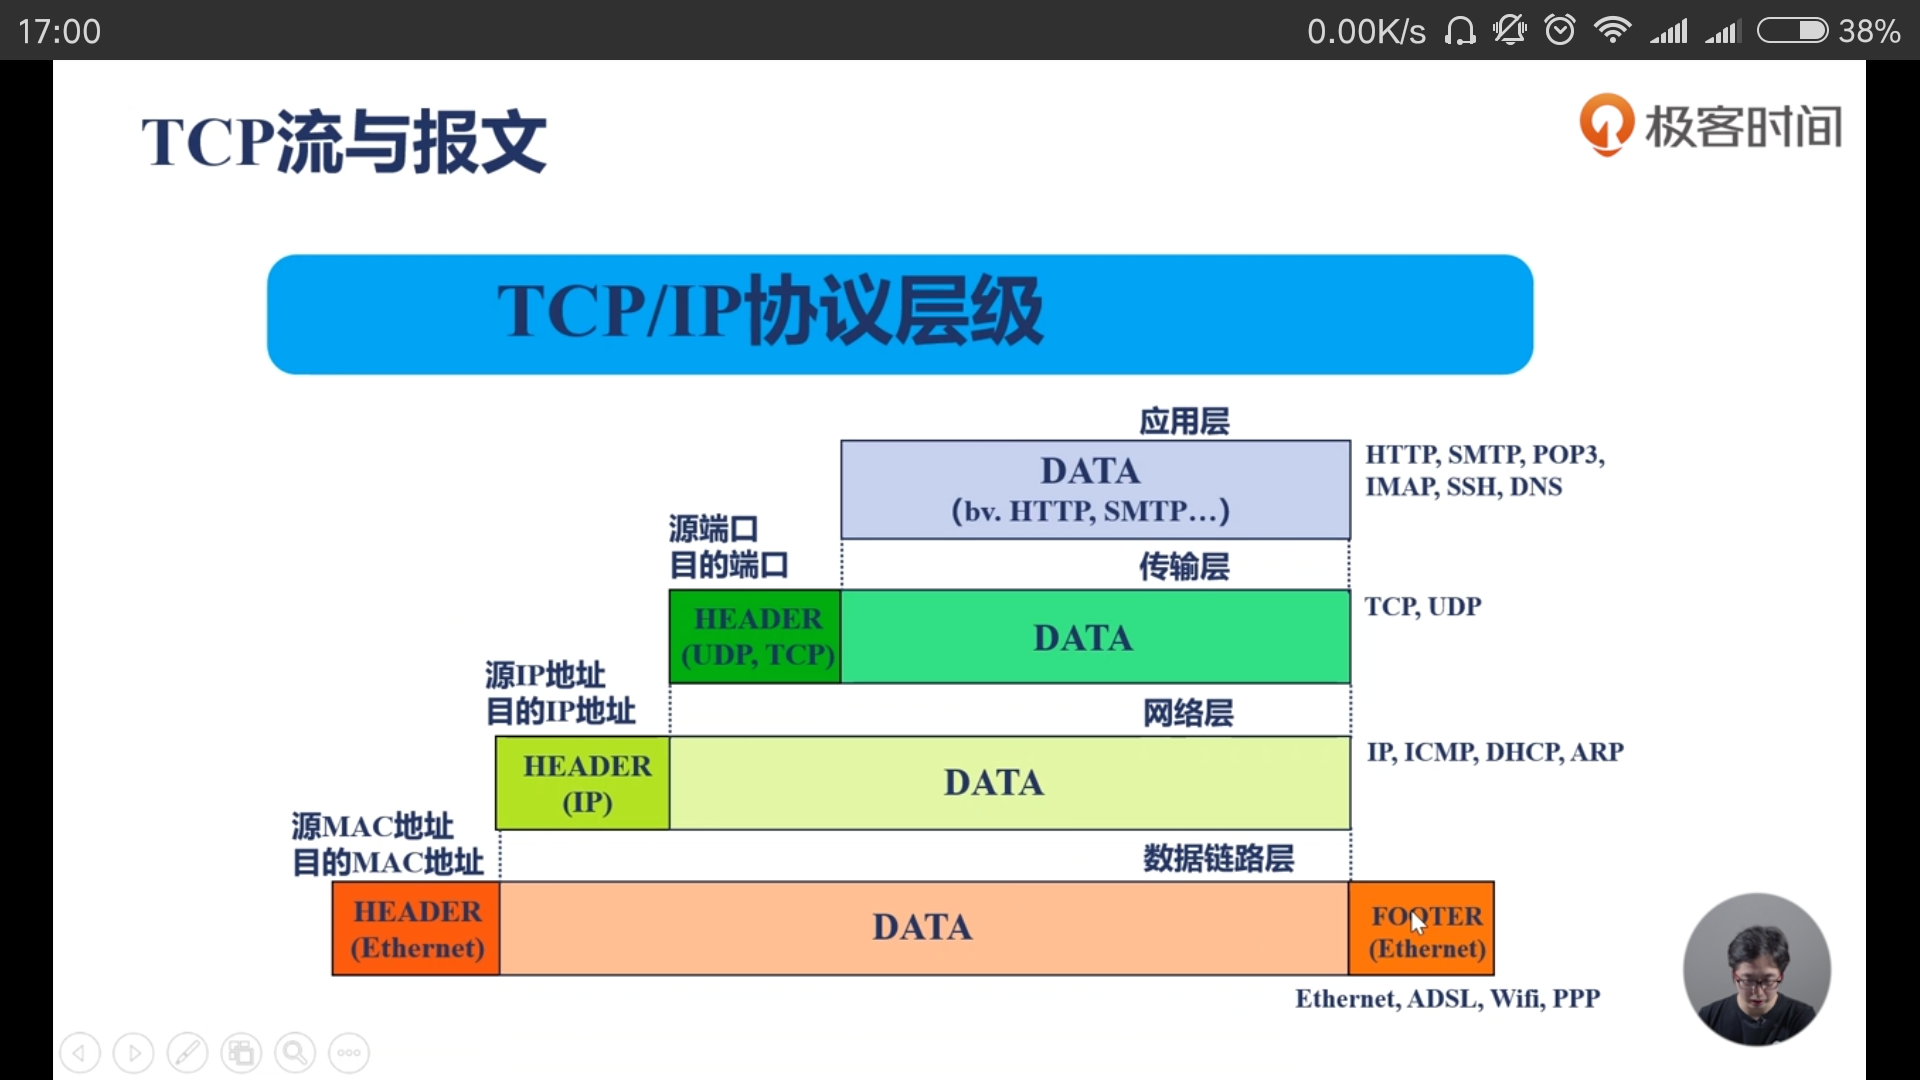 17:00
0.00K/s
38%
TCP流与报文
极客时间
TCP/IP协议层级
应用层
DATA
(bv. HTTP, SMTP…)
HTTP, SMTP, POP3,
IMAP, SSH, DNS
源端口
目的端口
传输层
HEADER
(UDP, TCP)
DATA
TCP, UDP
源IP地址
目的IP地址
网络层
HEADER
(IP)
DATA
IP, ICMP, DHCP, ARP
源MAC地址
目的MAC地址
数据链路层
HEADER
(Ethernet)
DATA
FOOTER
(Ethernet)
Ethernet, ADSL, Wifi, PPP